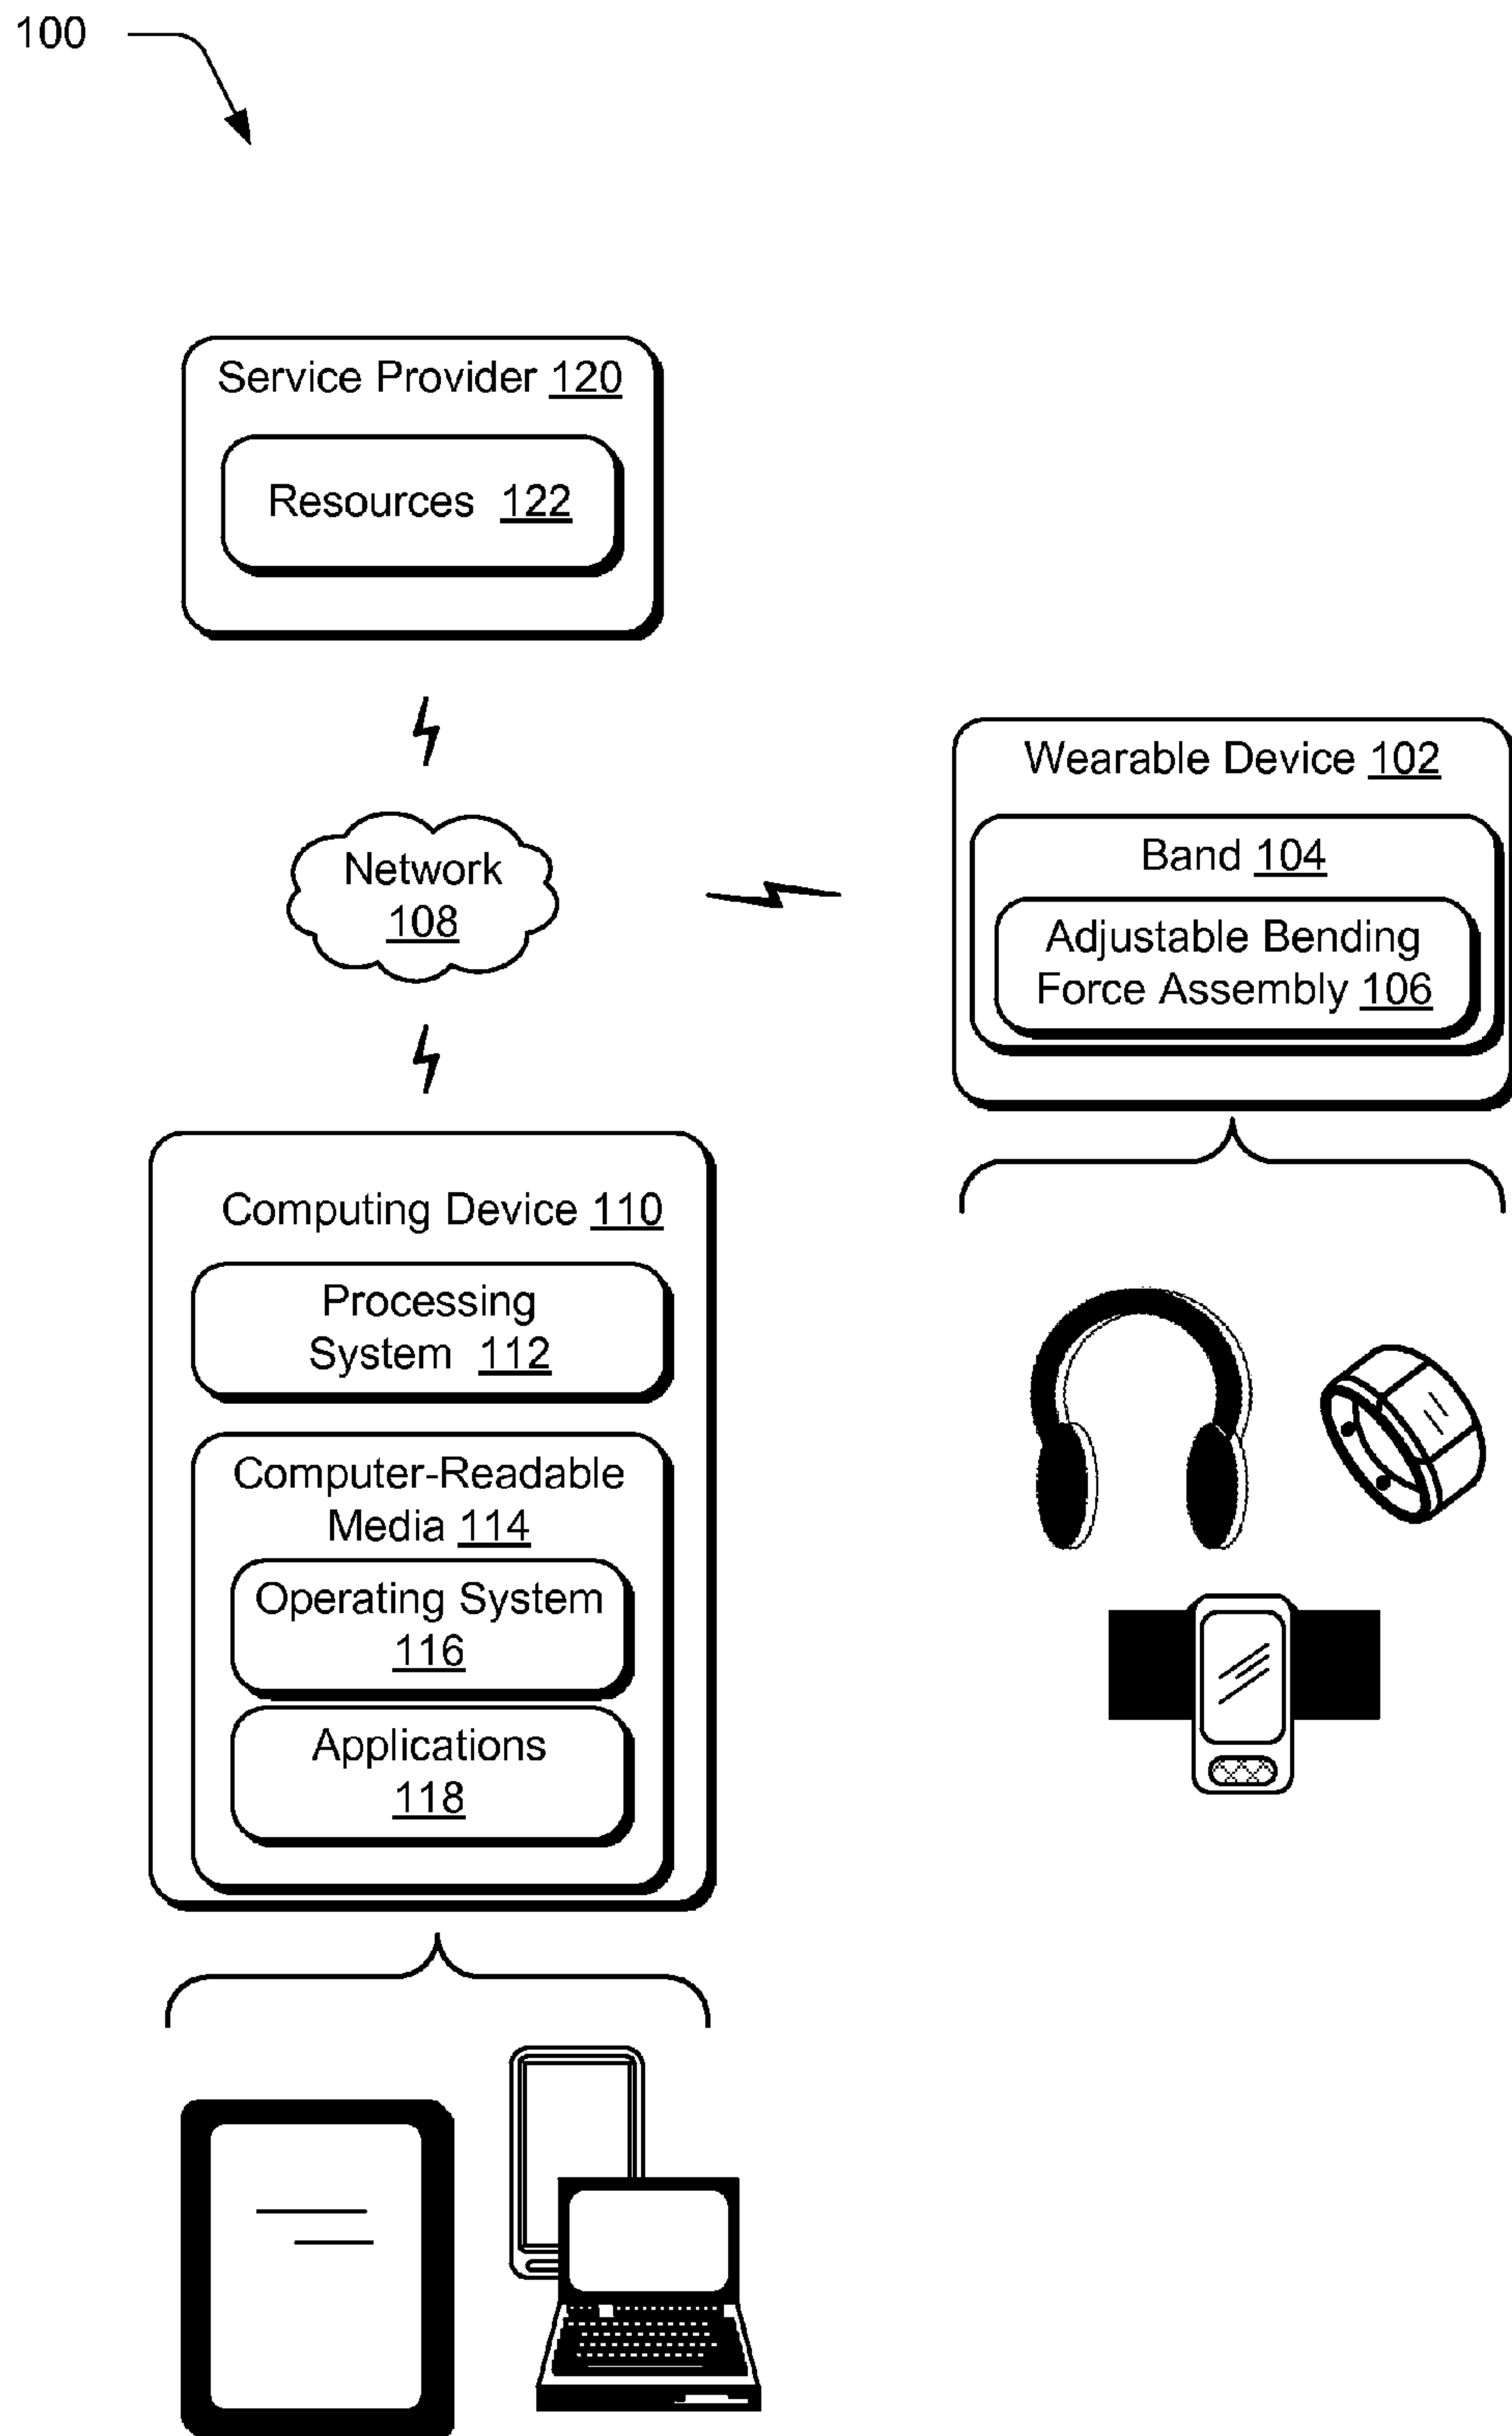 100
Service Provider 120
Resources 122
Network
108
Wearable Device 102
Band 104
Adjustable Bending
Force Assembly 106
Computing Device 110
Processing
System 112
Computer-Readable
Media 114
Operating System
116
Applications
118